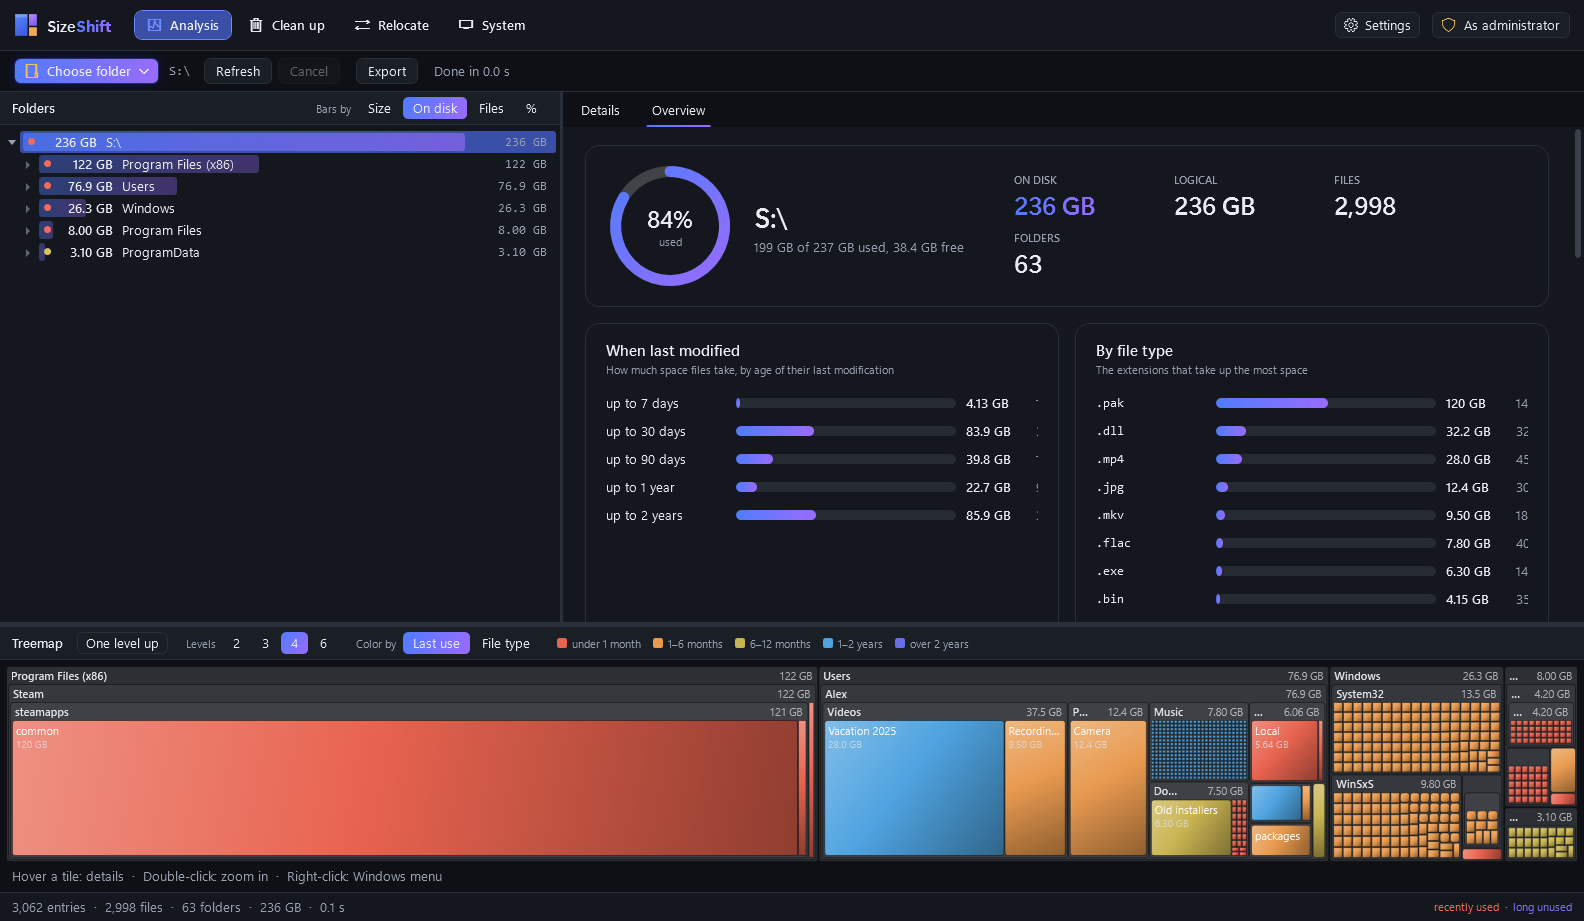 SizeShift
Analysis
Clean up
Relocate
System
Settings
As administrator
Choose folder
S:\
Refresh
Cancel
Export
Done in 0.0 s
Folders
Bars by
Size
On disk
Files
%
236 GB S:\ 236 GB
122 GB Program Files (x86) 122 GB
76.9 GB Users 76.9 GB
26.3 GB Windows 26.3 GB
8.00 GB Program Files 8.00 GB
3.10 GB ProgramData 3.10 GB
Details
Overview
84%
used
S:\
199 GB of 237 GB used, 38.4 GB free
ON DISK
236 GB
LOGICAL
236 GB
FILES
2,998
FOLDERS
63
When last modified
How much space files take, by age of their last modification
up to 7 days 4.13 GB
up to 30 days 83.9 GB
up to 90 days 39.8 GB
up to 1 year 22.7 GB
up to 2 years 85.9 GB
By file type
The extensions that take up the most space
.pak 120 GB 14
.dll 32.2 GB 32
.mp4 28.0 GB 45
.jpg 12.4 GB 30
.mkv 9.50 GB 18
.flac 7.80 GB 40
.exe 6.30 GB 14
.bin 4.15 GB 35
Treemap
One level up
Levels 2 3 4 6
Color by
Last use
File type
under 1 month
1–6 months
6–12 months
1–2 years
over 2 years
Program Files (x86) 122 GB
Steam 122 GB
steamapps 121 GB
common
120 GB
Users 76.9 GB
Alex 76.9 GB
Videos 37.5 GB
Vacation 2025
28.0 GB
Recordin...
9.50 GB
P... 12.4 GB
Camera
12.4 GB
Music 7.80 GB
Do... 7.50 GB
Old installers
6.30 GB
... 6.06 GB
Local
5.64 GB
packages
Windows 26.3 GB
System32 13.5 GB
WinSxS 9.80 GB
... 8.00 GB
... 4.20 GB
... 4.20 GB
... 3.10 GB
Hover a tile: details · Double-click: zoom in · Right-click: Windows menu
3,062 entries · 2,998 files · 63 folders · 236 GB · 0.1 s
recently used · long unused